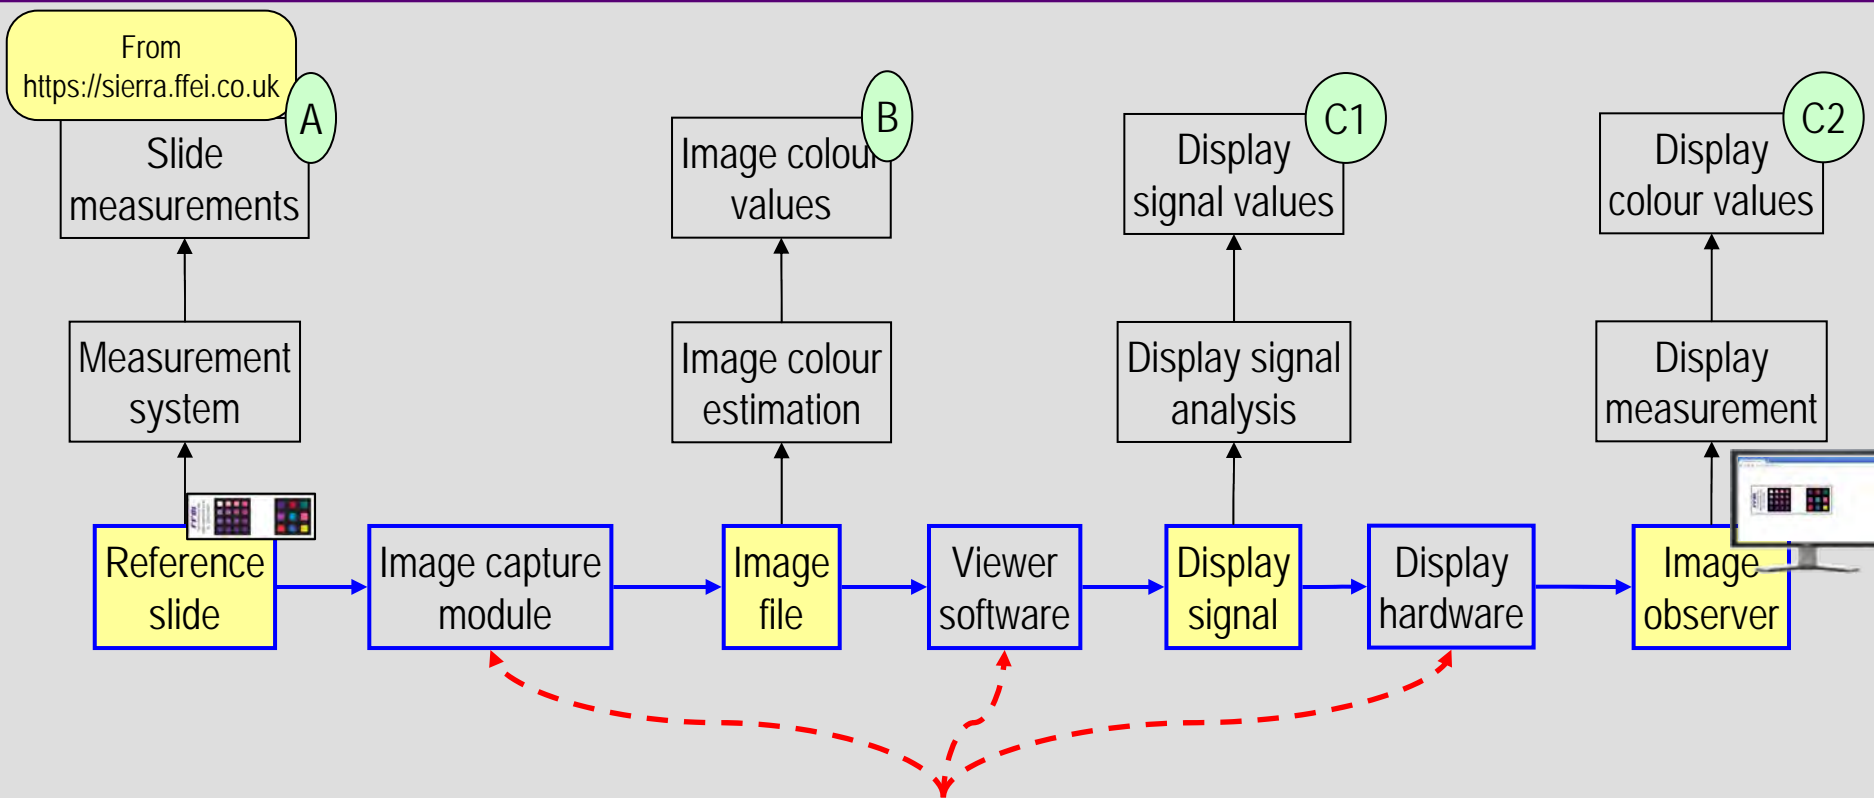 From
https://sierra.ffei.co.uk
A
Slide
measurements
B
Image colour
values
C1
Display
signal values
C2
Display
colour values
Measurement
system
Image colour
estimation
Display signal
analysis
Display
measurement
Reference
slide
Image capture
module
Image
file
Viewer
software
Display
signal
Display
hardware
Image
observer